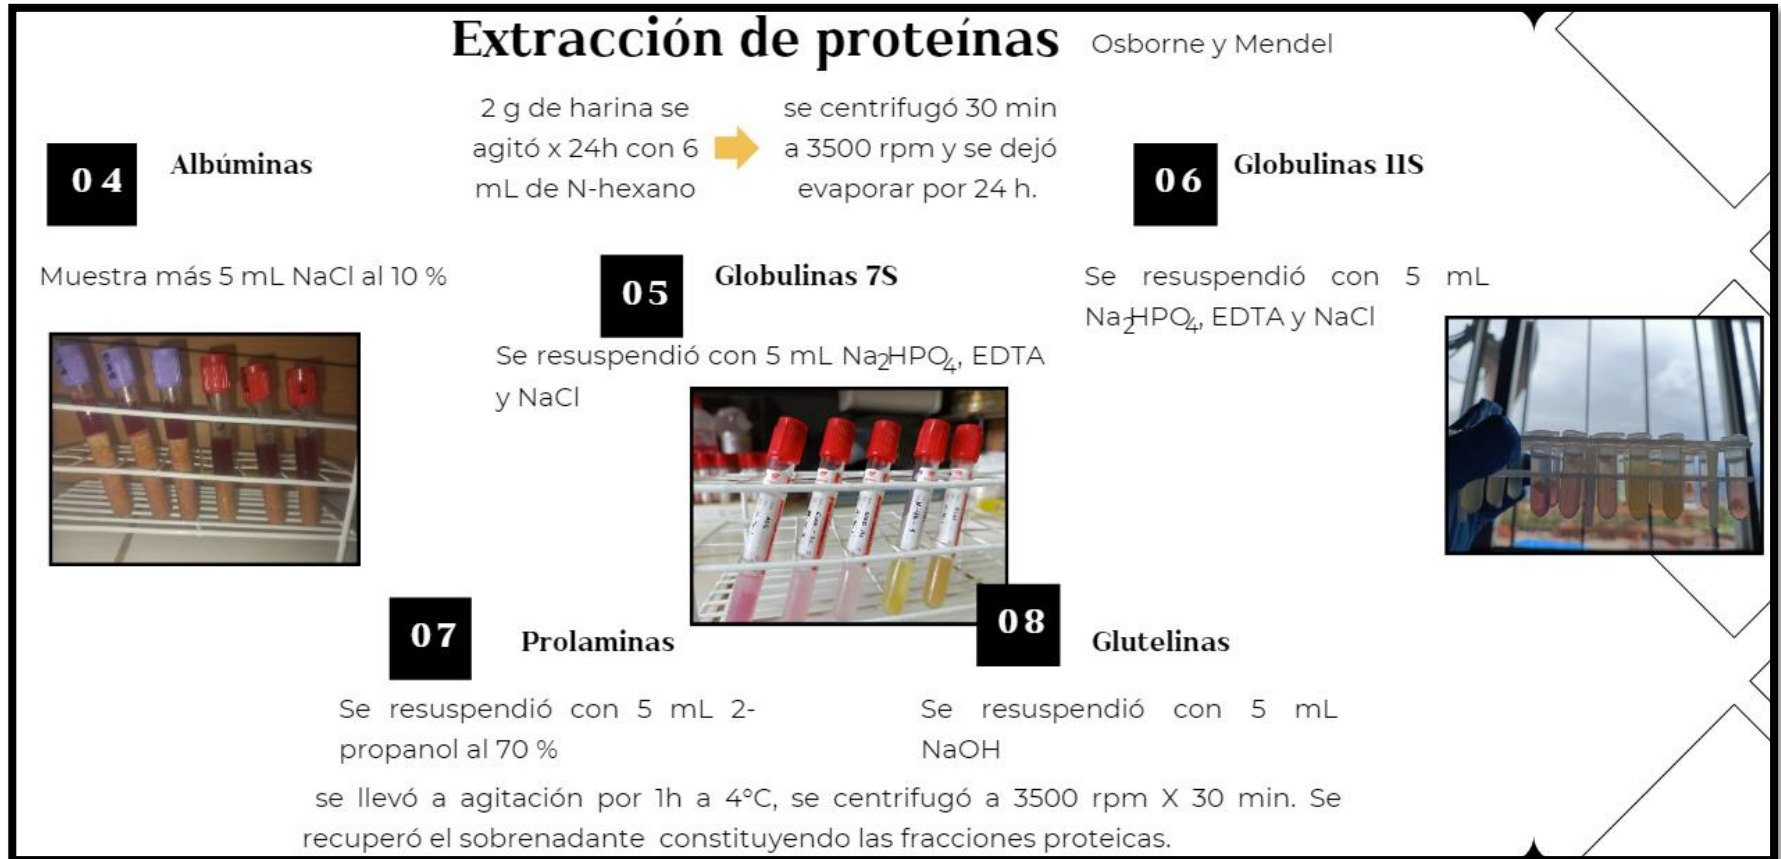 Extracción de proteínas
Osborne y Mendel
2 g de harina se
agitó x 24h con 6
mL de N-hexano
se centrifugó 30 min
a 3500 rpm y se dejó
evaporar por 24 h.
04
Albúminas
Muestra más 5 mL NaCl al 10 %
05
Globulinas 7S
Se resuspendió con 5 mL Na₂HPO₄, EDTA
y NaCl
06
Globulinas 11S
Se resuspendió con 5 mL
Na₂HPO₄, EDTA y NaCl
07
Prolaminas
Se resuspendió con 5 mL 2-
propanol al 70 %
08
Glutelinas
Se resuspendió con 5 mL
NaOH
se llevó a agitación por 1h a 4°C, se centrifugó a 3500 rpm X 30 min. Se
recuperó el sobrenadante constituyendo las fracciones proteicas.